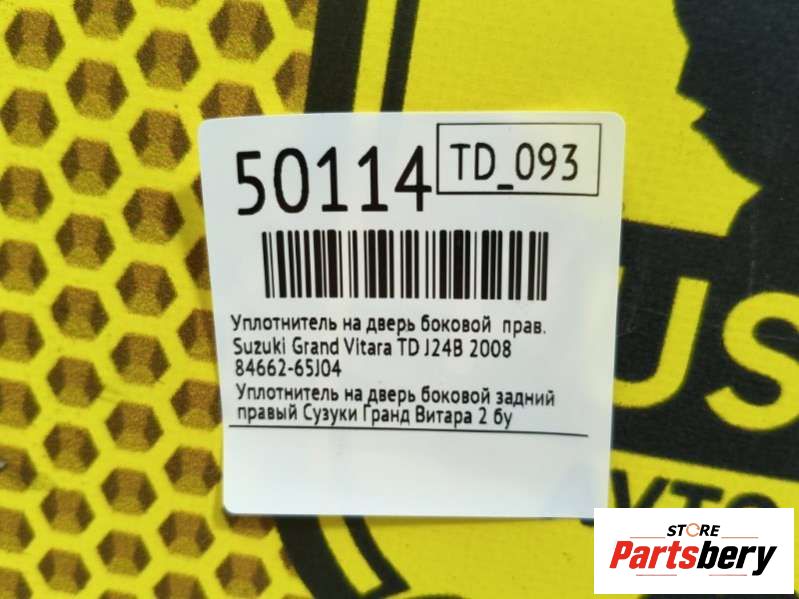 50114
TD_093
Уплотнитель на дверь боковой прав.
Suzuki Grand Vitara TD J24B 2008
84662-65J04
Уплотнитель на дверь боковой задний
правый Сузуки Гранд Витара 2 бу
US
STORE
Partsbery